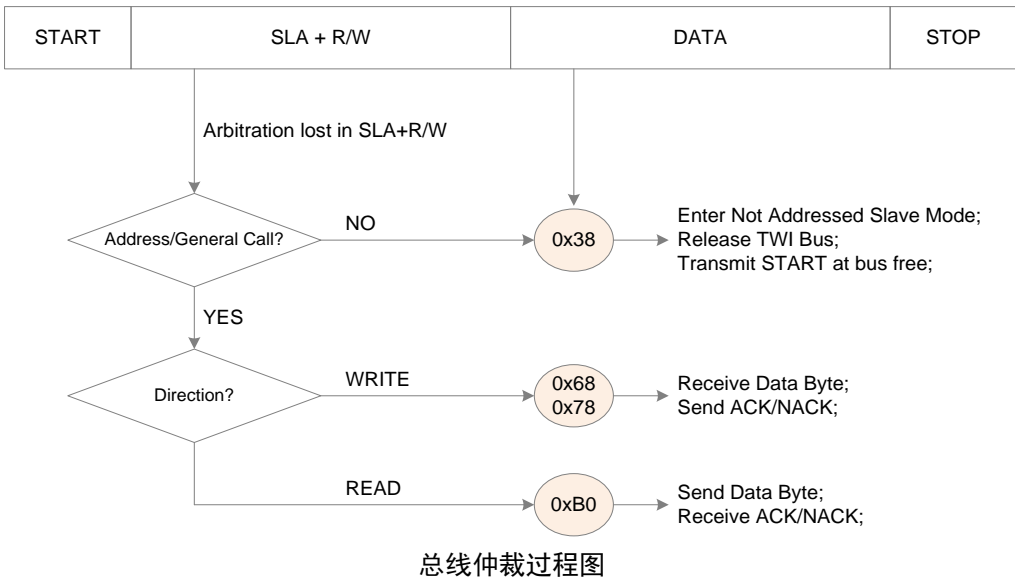 START SLA + R/W DATA STOP
Arbitration lost in SLA+R/W
Address/General Call?
NO
0x38
Enter Not Addressed Slave Mode;
Release TWI Bus;
Transmit START at bus free;
YES
Direction?
WRITE
0x68
0x78
Receive Data Byte;
Send ACK/NACK;
READ
0xB0
Send Data Byte;
Receive ACK/NACK;
总线仲裁过程图